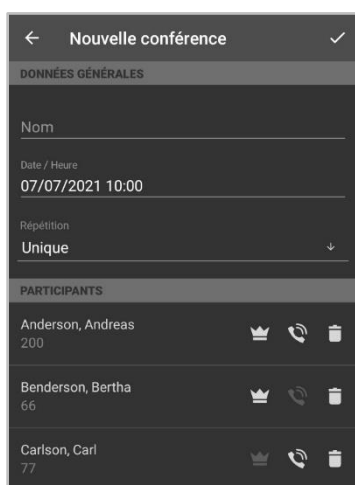 Nouvelle conférence
DONNÉES GÉNÉRALES
Nom
Date / Heure
07/07/2021 10:00
Répétition
Unique
PARTICIPANTS
Anderson, Andreas
200
Benderson, Bertha
66
Carlson, Carl
77